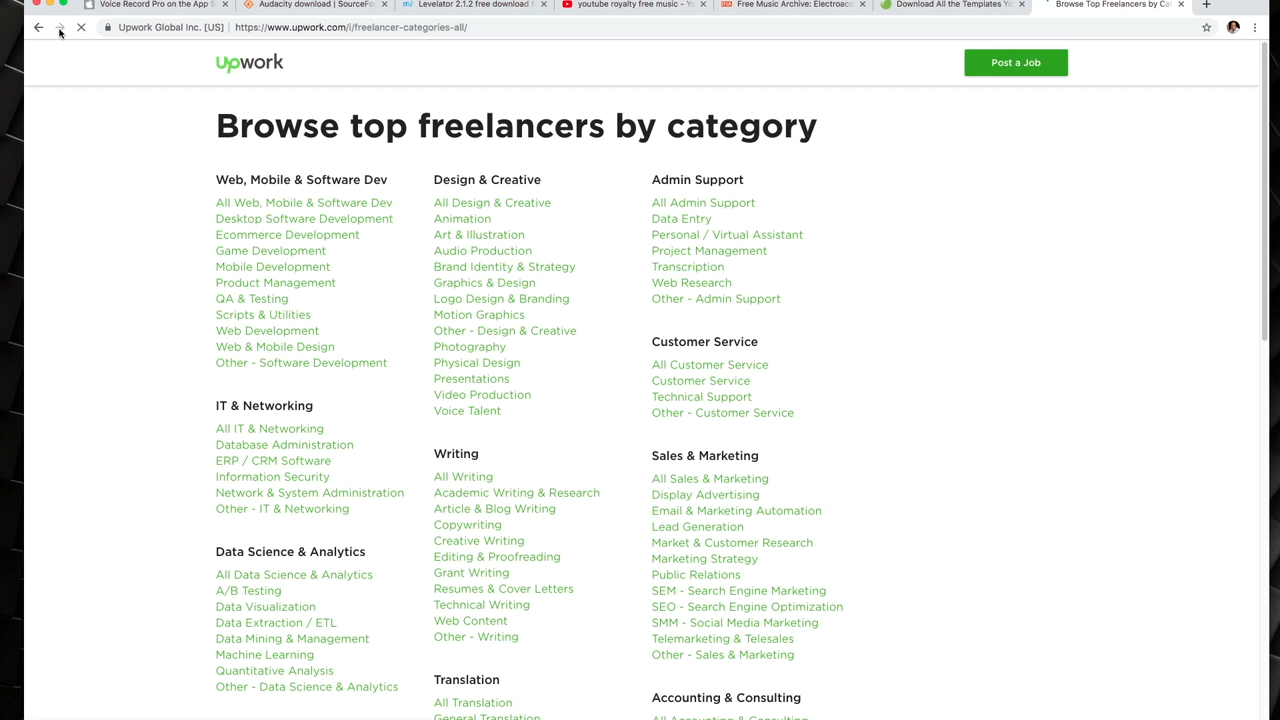 Voice Record Pro on the App S
Audacity download | SourceFo
Levelator 2.1.2 free download
youtube royalty free music - Yo
Free Music Archive: Electroaco
Download All the Templates Yo
Browse Top Freelancers by Cat
Upwork Global Inc. [US] | https://www.upwork.com/i/freelancer-categories-all/
upwork
Post a Job
Browse top freelancers by category
Web, Mobile & Software Dev
All Web, Mobile & Software Dev
Desktop Software Development
Ecommerce Development
Game Development
Mobile Development
Product Management
QA & Testing
Scripts & Utilities
Web Development
Web & Mobile Design
Other - Software Development
IT & Networking
All IT & Networking
Database Administration
ERP / CRM Software
Information Security
Network & System Administration
Other - IT & Networking
Data Science & Analytics
All Data Science & Analytics
A/B Testing
Data Visualization
Data Extraction / ETL
Data Mining & Management
Machine Learning
Quantitative Analysis
Other - Data Science & Analytics
Design & Creative
All Design & Creative
Animation
Art & Illustration
Audio Production
Brand Identity & Strategy
Graphics & Design
Logo Design & Branding
Motion Graphics
Other - Design & Creative
Photography
Physical Design
Presentations
Video Production
Voice Talent
Writing
All Writing
Academic Writing & Research
Article & Blog Writing
Copywriting
Creative Writing
Editing & Proofreading
Grant Writing
Resumes & Cover Letters
Technical Writing
Web Content
Other - Writing
Translation
All Translation
General Translation
Admin Support
All Admin Support
Data Entry
Personal / Virtual Assistant
Project Management
Transcription
Web Research
Other - Admin Support
Customer Service
All Customer Service
Customer Service
Technical Support
Other - Customer Service
Sales & Marketing
All Sales & Marketing
Display Advertising
Email & Marketing Automation
Lead Generation
Market & Customer Research
Marketing Strategy
Public Relations
SEM - Search Engine Marketing
SEO - Search Engine Optimization
SMM - Social Media Marketing
Telemarketing & Telesales
Other - Sales & Marketing
Accounting & Consulting
All Accounting & Consulting